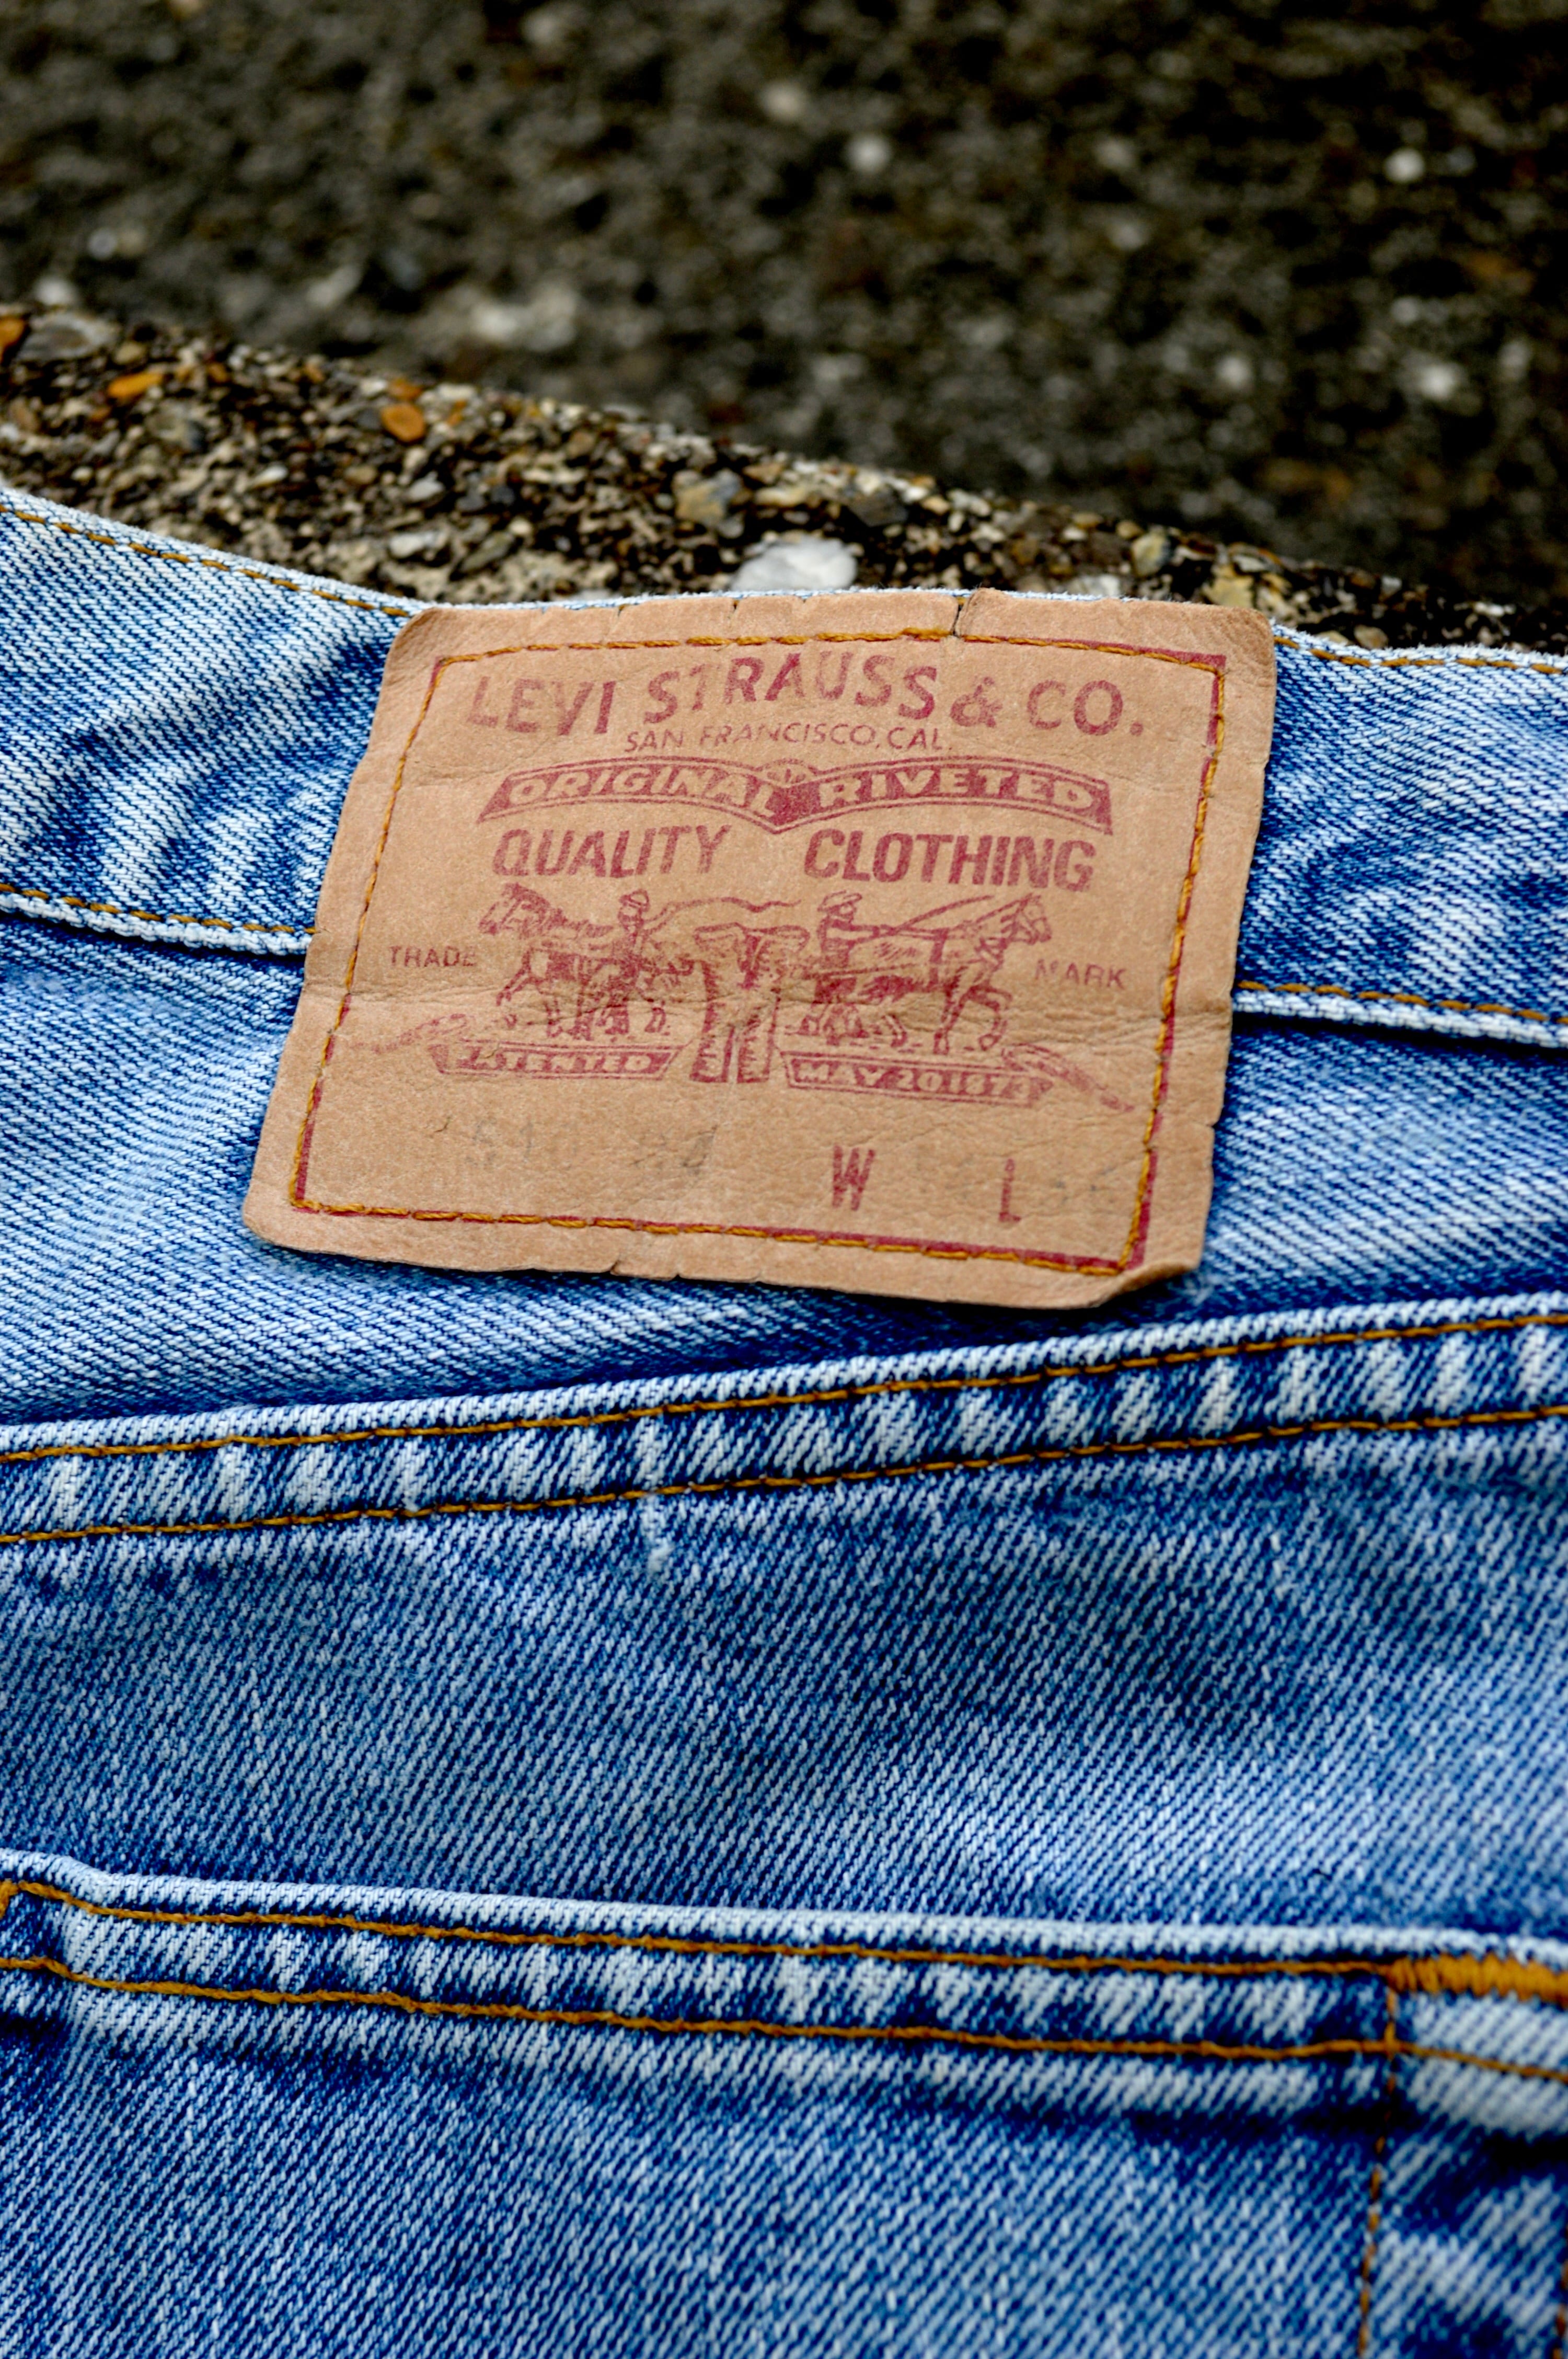 LEVI STRAUSS & CO.
SAN FRANCISCO, CAL.
ORIGINAL RIVETED
QUALITY CLOTHING
TRADE MARK
PATENTED MAY 20 1873
W L